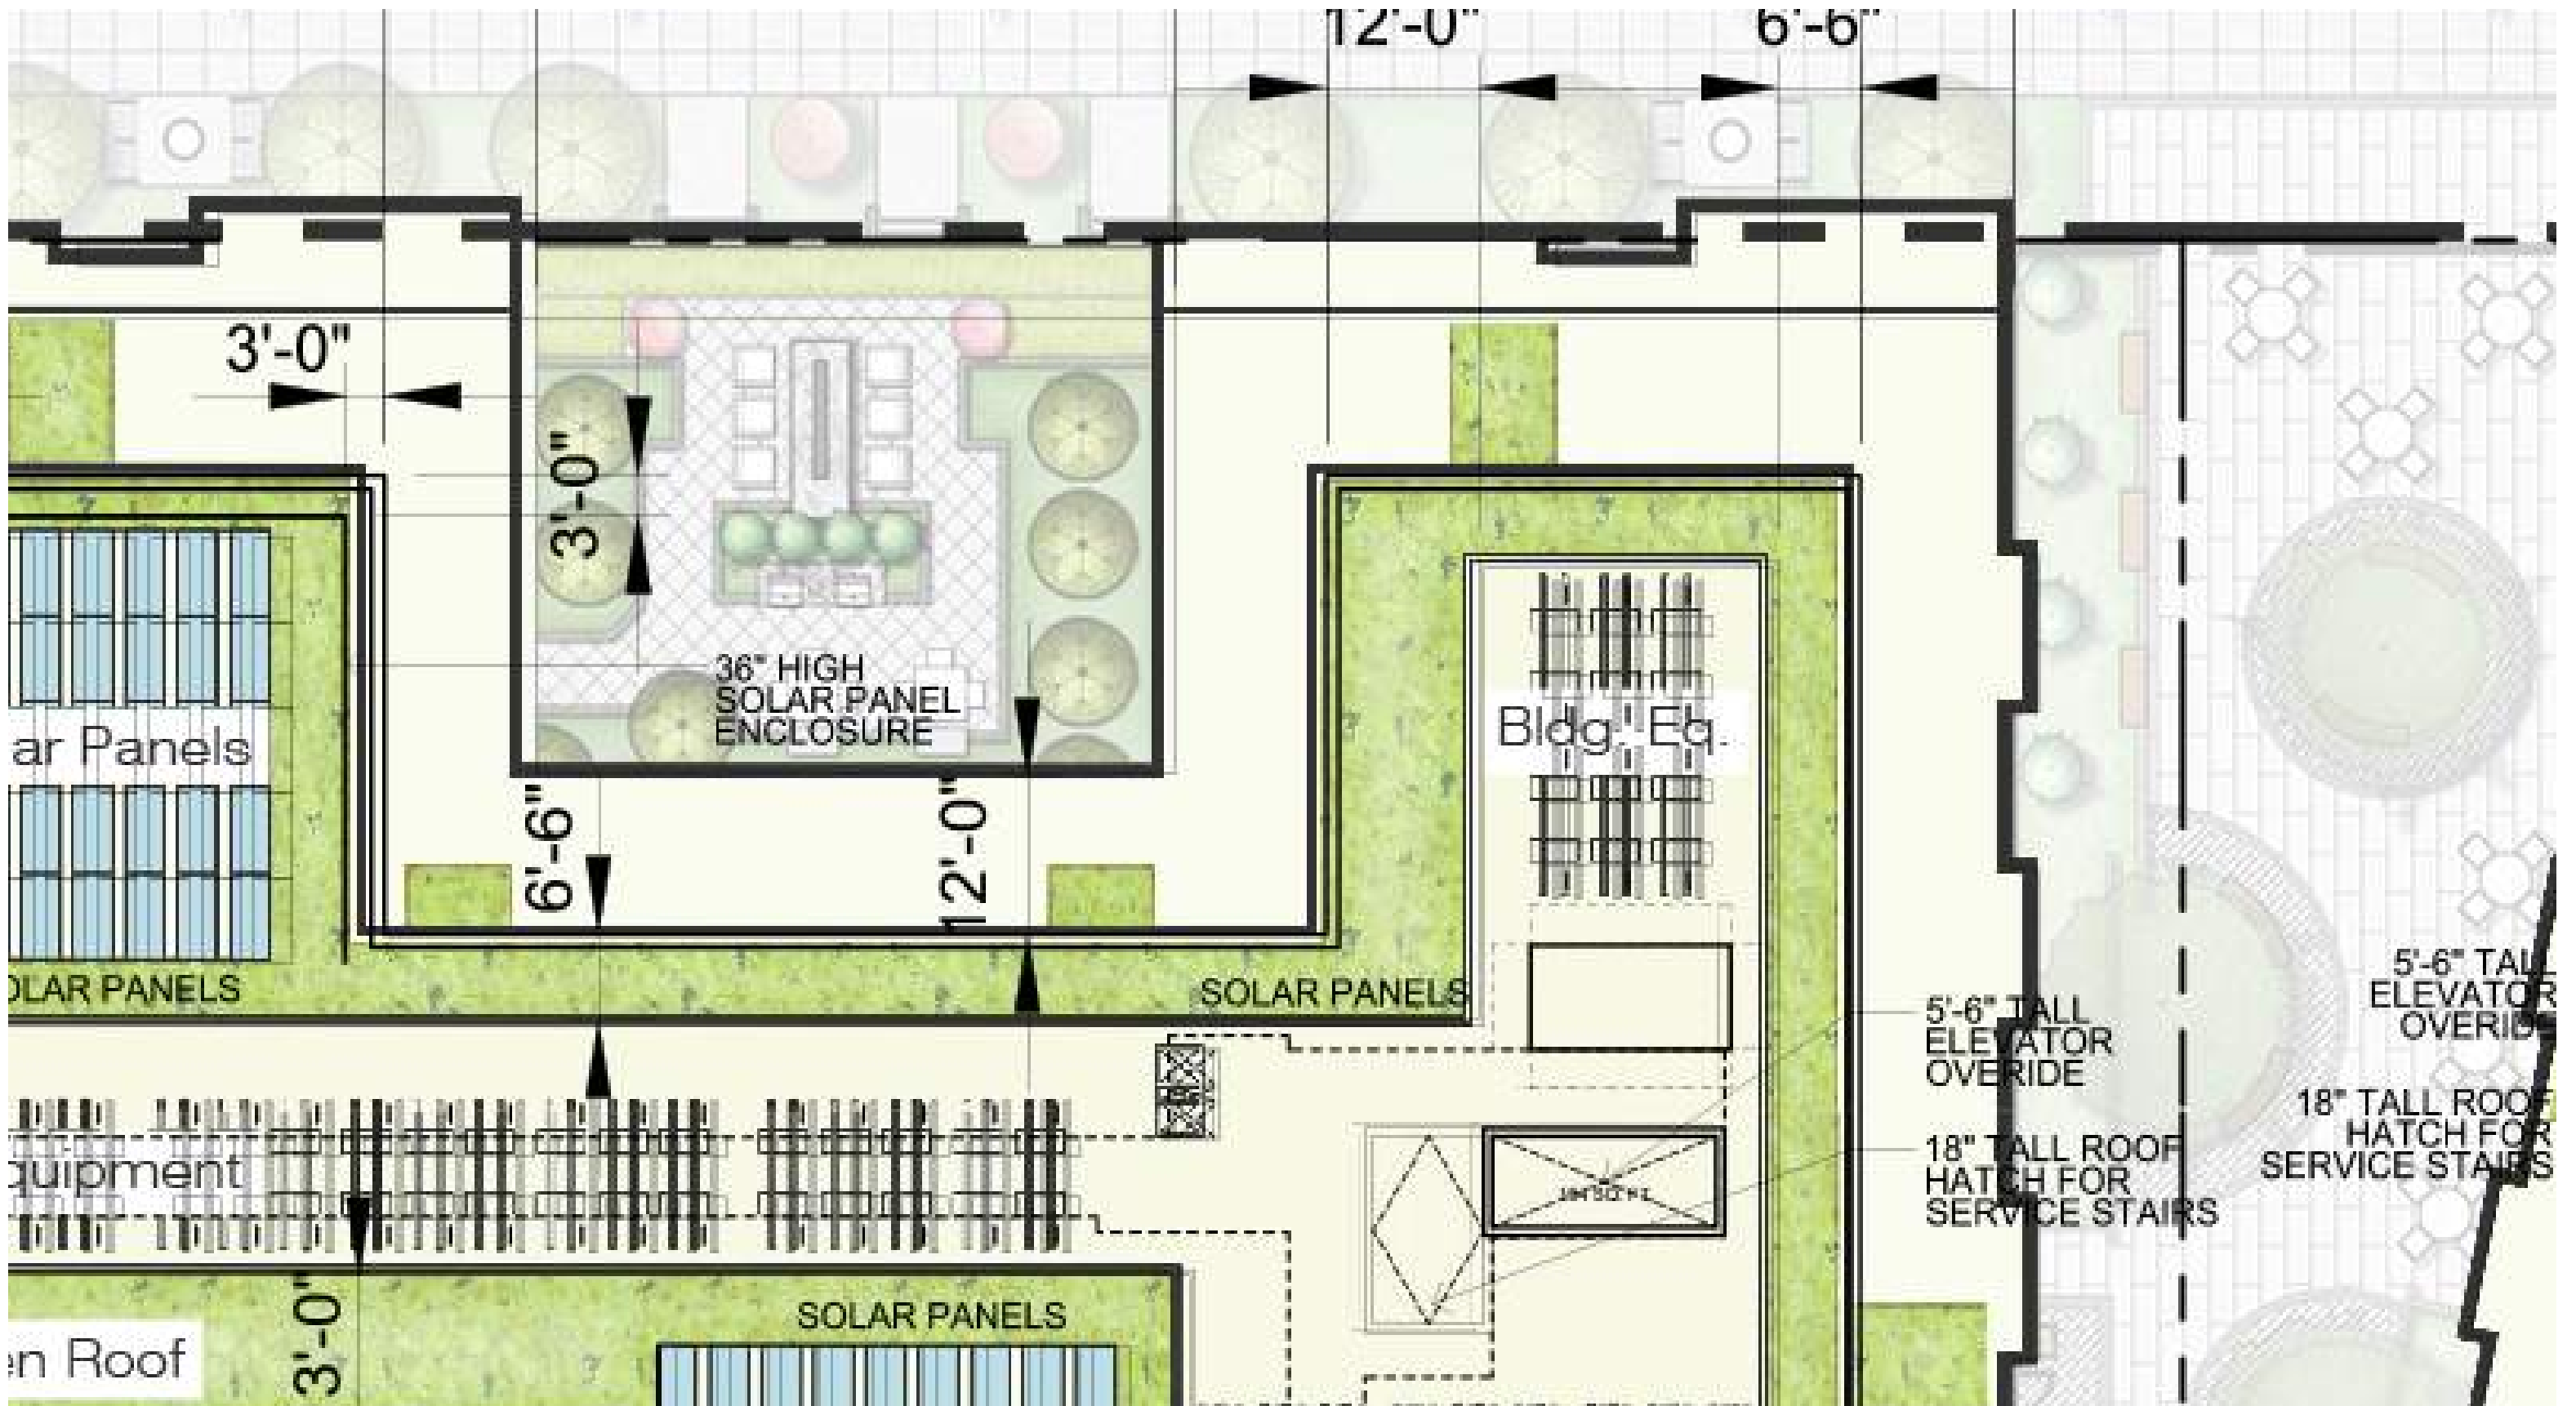 12'-0"
6'-6"
3'-0"
3'-0"
36" HIGH
SOLAR PANEL
ENCLOSURE
ar Panels
Bldg. Eq.
6'-6"
12'-0"
OLAR PANELS
SOLAR PANELS
5'-6" TALL
ELEVATOR
OVERIDE
5'-6" TALL
ELEVATOR
OVERIDE
18" TALL ROOF
HATCH FOR
SERVICE STAIRS
18" TALL ROOF
HATCH FOR
SERVICE STAIRS
quipment
3'-0"
SOLAR PANELS
en Roof